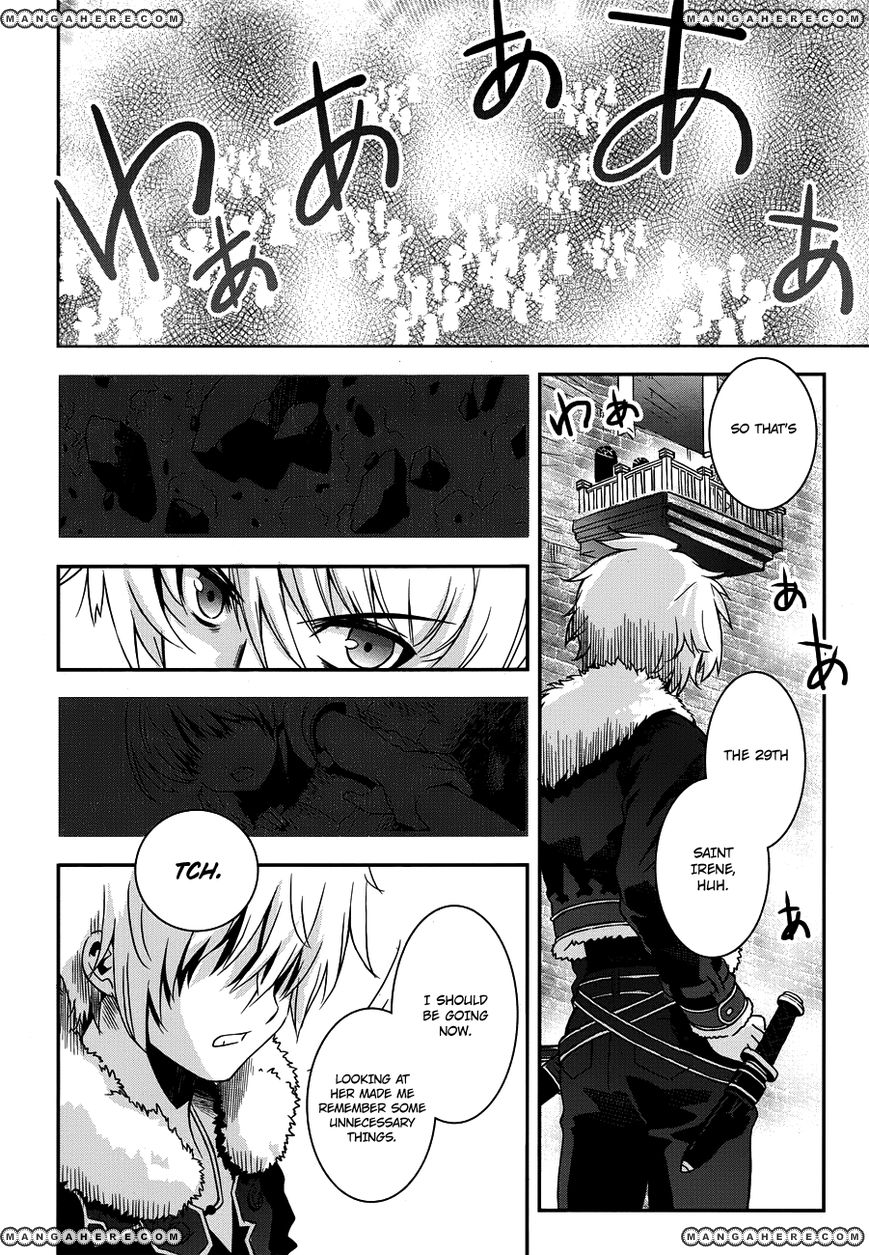 MANGAHERE.COM
MANGAHERE.COM
わぁぁああぁ
わぁぁあぁ
SO THAT'S
THE 29TH
SAINT
IRENE,
HUH.
TCH.
I SHOULD
BE GOING
NOW.
LOOKING AT
HER MADE ME
REMEMBER SOME
UNNECESSARY
THINGS.
MANGAHERE.COM
MANGAHERE.COM